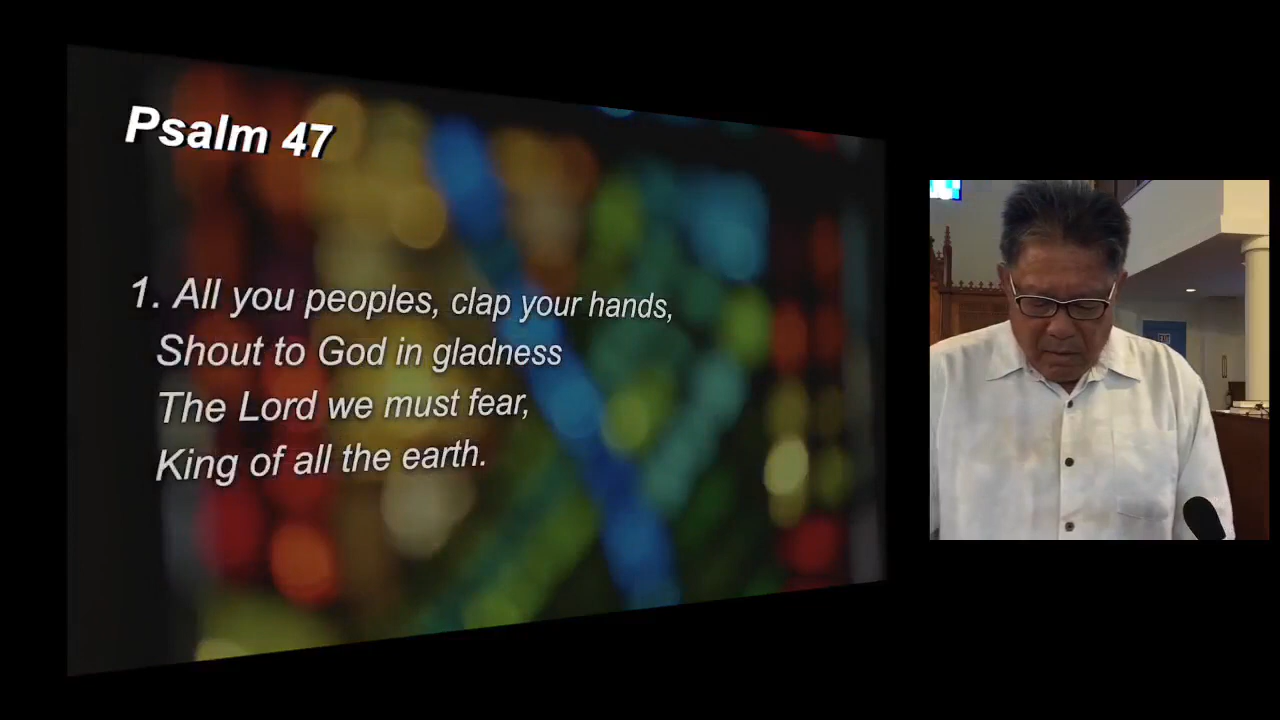 Psalm 47
1. All you peoples, clap your hands,
Shout to God in gladness
The Lord we must fear,
King of all the earth.